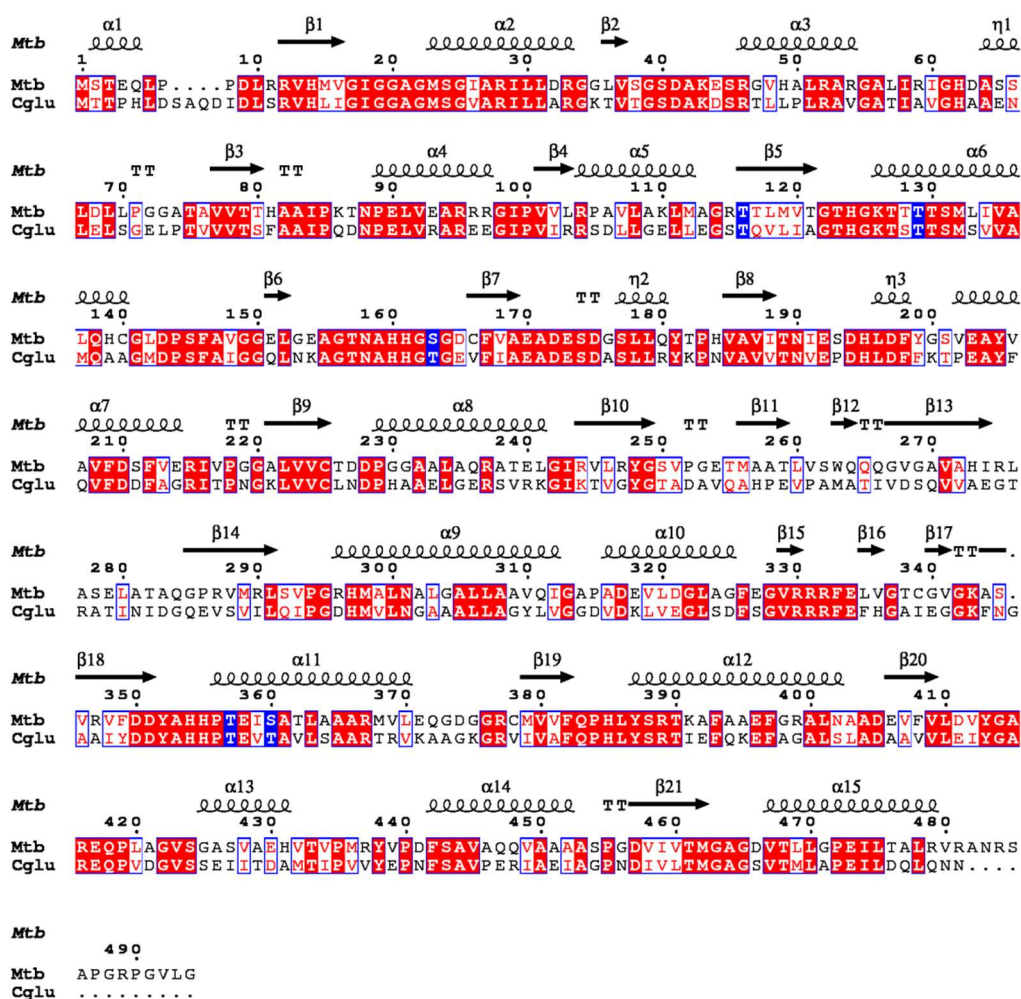 α1 β1 α2 β2 α3 η1
Mtb
1 10 20 30 40 50 60
Mtb MSTEQLP....PDLRRVHMVGIGGAGMSGIARILLDRGGLVSGSDAKESRGVHALRARGALIRIGHDASS
Cglu MTTPHLDSAQDIDLSRVHLIGIGGAGMSGVARILLARGKTVTGSDAKDSRTLLPLRAVGATIAVGHAAEN
Mtb TT β3 TT α4 β4 α5 β5 α6
70 80 90 100 110 120 130
Mtb LDLLPGGATAVVTTHAAIPKTNPELVEARRRGIPVVLRPAVLAKLMAGRTTLMVTGTHGKTTTTSMLIVA
Cglu LELSGELPTVVVTSFAAIPQDNPELVRAREEGIPVIRRSDLLGELLEGSTQVLIAGTHGKTSTTSMSVVA
Mtb β6 β7 TT η2 β8 η3
140 150 160 170 180 190 200
Mtb LQHCGLDPSFAVGGELGEAGTNAHHGSGDCFVAEADESDGSLLQYTPHVAVITNIESDHLDFYGSVEAYV
Cglu MQAAGMDPSFAIGGQLNKAGTNAHHGTGEVFIAEADESDASLLRYKPNVAVVTNVEPDHLDFFKTPEAYF
Mtb α7 TT β9 α8 β10 TT β11 β12 TT β13
210 220 230 240 250 260 270
Mtb AVFDSFVERIVPGGALVVCTDDPGGAALAQRATELGIRVLRYGSVPGETMAATLVSWQQQGVGAVAHIRL
Cglu QVFDDFAGRITPNGKLVVCLNDPHAAELGERSVRKGIKTVGYGTADAVQAHPEVPAMATIVDSQVVAEGT
Mtb β14 α9 α10 β15 β16 β17 TT .
280 290 300 310 320 330 340
Mtb ASELATAQGPRVMRLSVPGRHMALNALGALLAAVQIGAPADEVLDGLAGFEGVRRRFELVGTCGVGKAS.
Cglu RATINIDGQEVSVILQIPGDHMVLNGAAALLAGYLVGGDVDKLVEGLSDFSGVRRRFEFHGAIEGGKFNG
Mtb β18 α11 β19 α12 β20
350 360 370 380 390 400 410
Mtb VRVFDDYAHHPTEISATLAAARMVLEQGDGGRCMVVFQPHLYSRTKAFAAEFGRALNAADEVFVLDVYGA
Cglu AAIYDDYAHHPTEVTAVLSAARTRVKAAGKGRVIVAFQPHLYSRTIEFQKEFAGALSLADAAVVLEIYGA
Mtb α13 α14 TT β21 α15
420 430 440 450 460 470 480
Mtb REQPLAGVSGASVAEHVTVPMRYVPDFSAVAQQVAAAASPGDVIVTMGAGDVTLLGPEILTALRVRANRS
Cglu REQPVDGVSSEIITDAMTIPVVYEPNFSAVPERIAEIAGPNDIVLTMGAGSVTMLAPEILDQLQNN....
Mtb
490
Mtb APGRPGVLG
Cglu .........